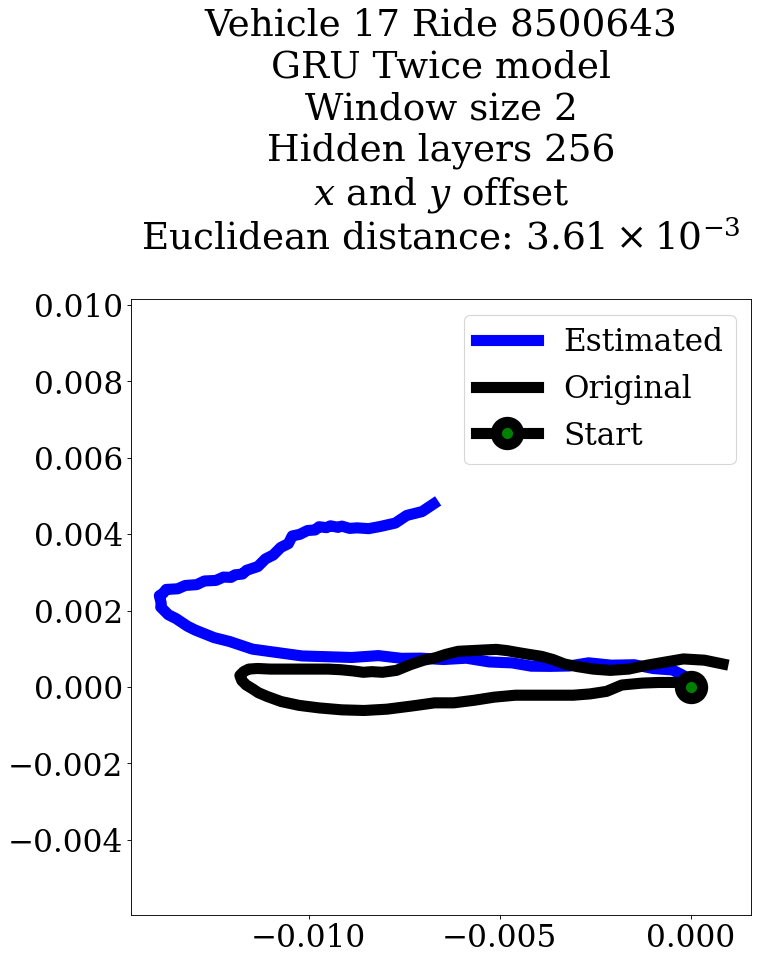 Vehicle 17 Ride 8500643
GRU Twice model
Window size 2
Hidden layers 256
x and y offset
Euclidean distance: 3.61 × 10⁻³
0.010
0.008
0.006
0.004
0.002
0.000
−0.002
−0.004
Estimated
Original
Start
−0.010
−0.005
0.000